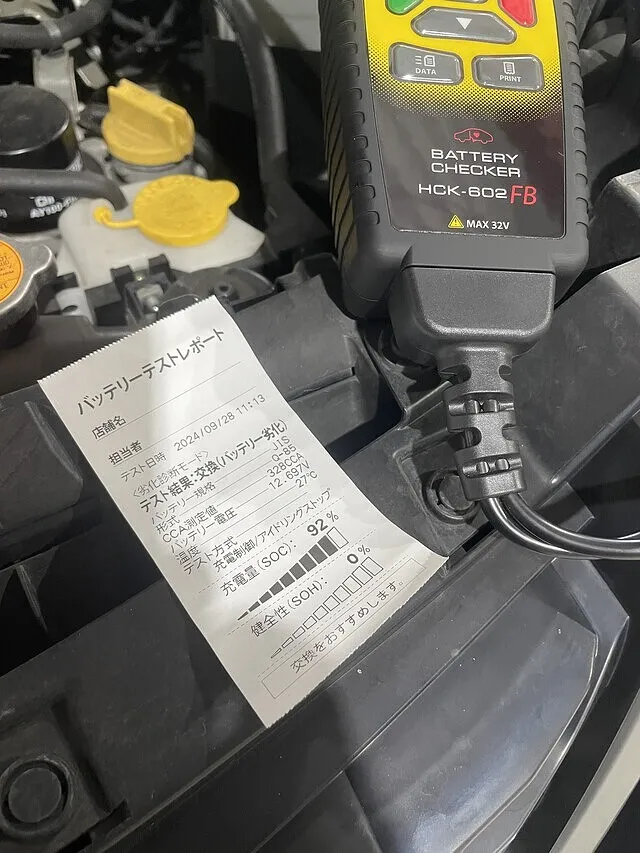 DATA
PRINT
BATTERY
CHECKER
HCK-602FB
MAX 32V
バッテリーテストレポート
店舗名
担当者
テスト日時 2024/09/28 11:13
<劣化診断モード>
テスト結果:交換(バッテリー劣化)
バッテリー規格 JIS
形式 Q-85
CCA測定値 328CCA
バッテリー電圧 12.697V
温度 27℃
テスト方式
充電制御/アイドリングストップ
充電量(SOC): 92 %
健全性(SOH): 0 %
交換をおすすめします。